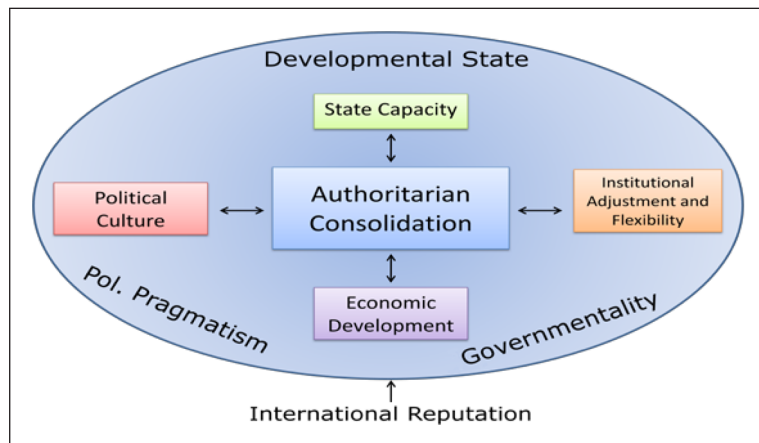 Developmental State
State Capacity
Political
Culture
Authoritarian
Consolidation
Institutional
Adjustment and
Flexibility
Economic
Development
Pol. Pragmatism
Governmentality
International Reputation